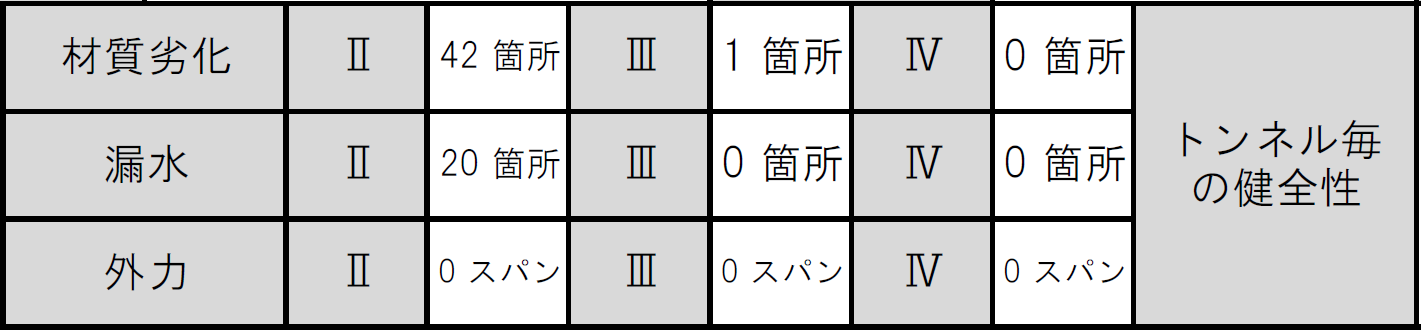 材質劣化 Ⅱ 42 箇所 Ⅲ 1 箇所 Ⅳ 0 箇所
漏水 Ⅱ 20 箇所 Ⅲ 0 箇所 Ⅳ 0 箇所
外力 Ⅱ 0 スパン Ⅲ 0 スパン Ⅳ 0 スパン
トンネル毎
の健全性